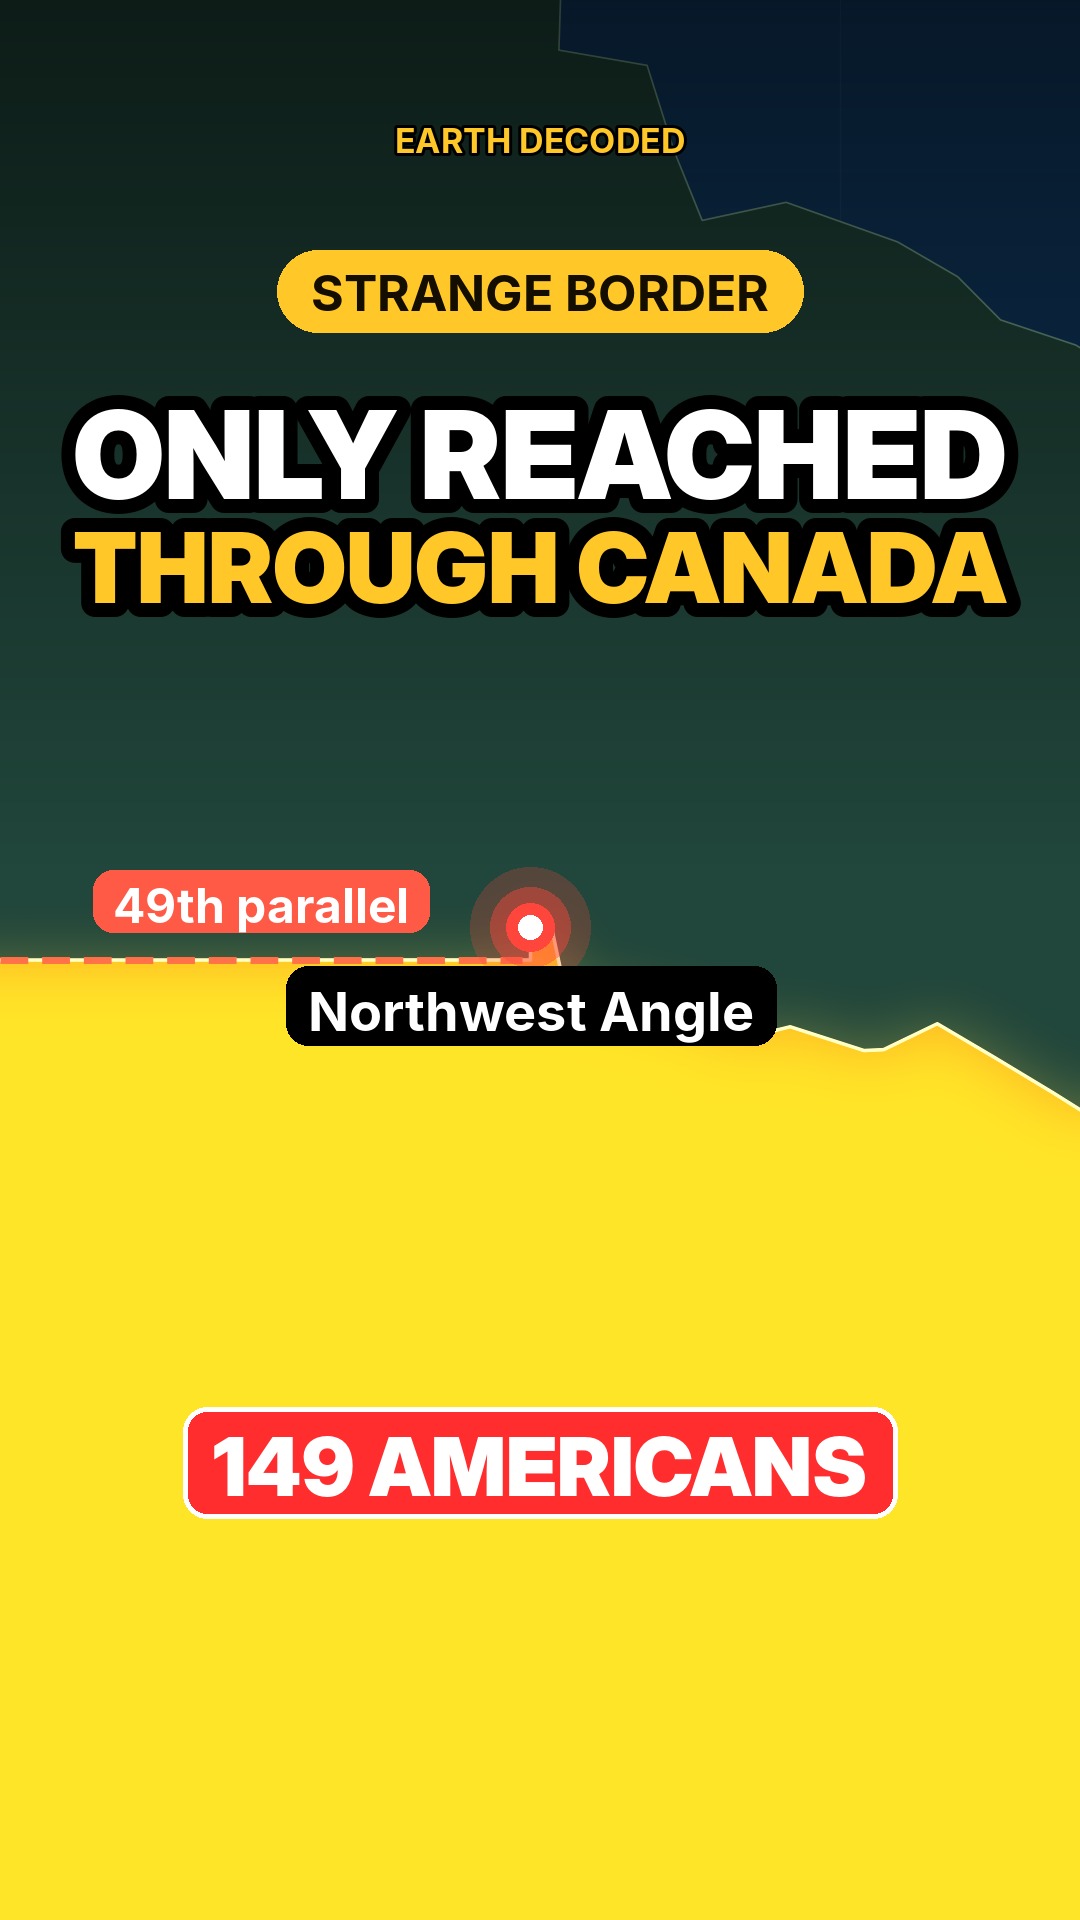 EARTH DECODED
STRANGE BORDER
ONLY REACHED
THROUGH CANADA
49th parallel
Northwest Angle
149 AMERICANS